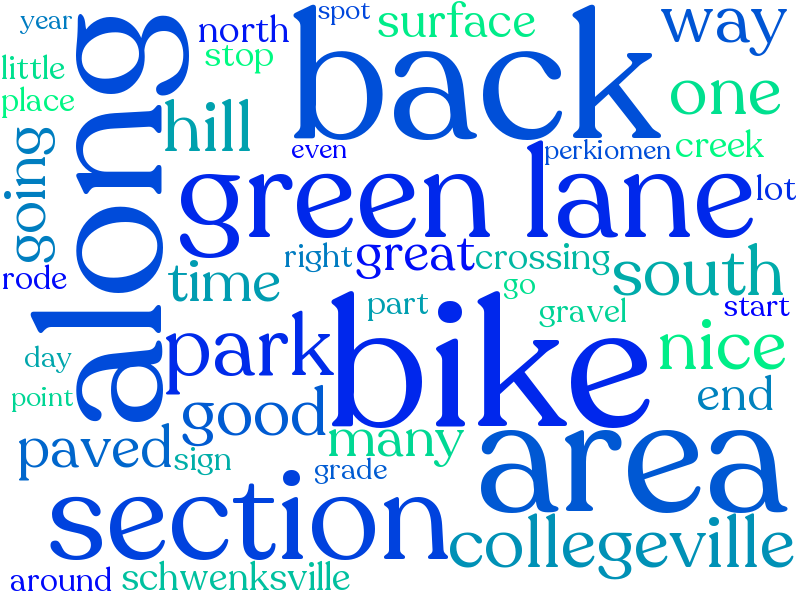 year
north
spot
surface
way
little
stop
back
one
place
along
hill
even
perkiomen
creek
going
green lane
lot
rode
time
right
great
crossing
south
go
part
gravel
start
day
park
bike
nice
point
good
end
paved
sign
many
area
grade
section
collegeville
around
schwenksville